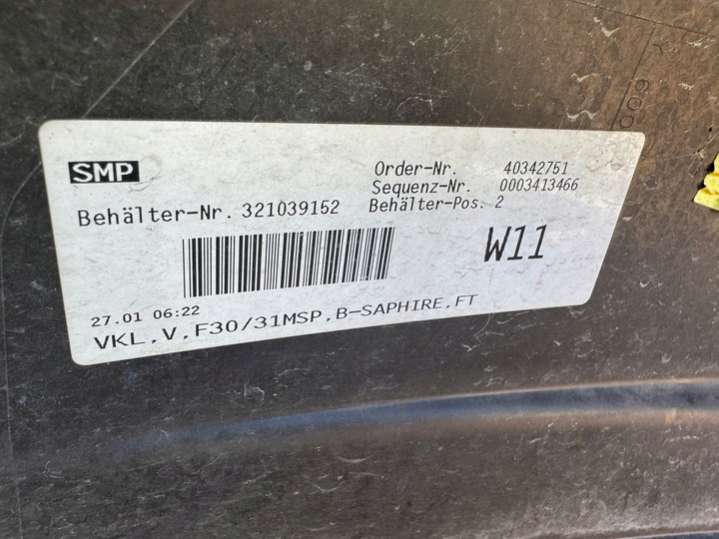 SMP
Order-Nr. 40342751
Sequenz-Nr. 0003413466
Behälter-Nr. 321039152 Behälter-Pos. 2
W11
27.01 06:22
VKL.V.F30/31MSP.B-SAPHIRE.FT